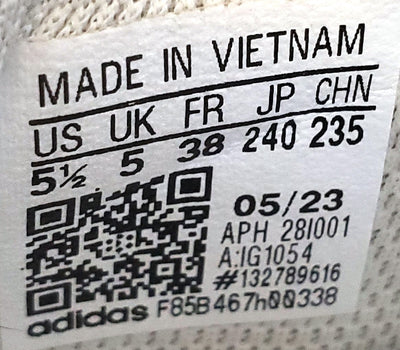 MADE IN VIETNAM
US UK FR JP CHN
5½ 5 38 240 235
05/23
APH 28I001
A:IG1054
#132789616
adidas F85B467h00338